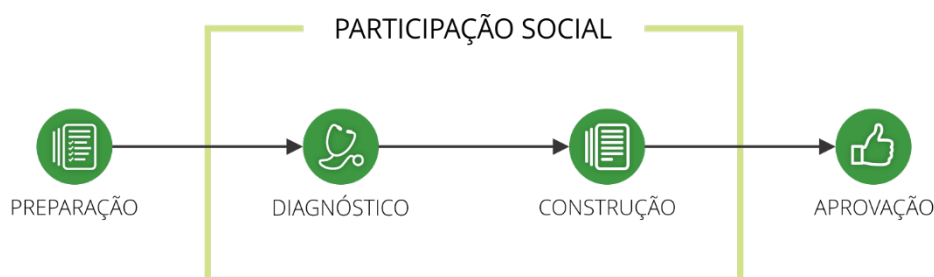 PARTICIPAÇÃO SOCIAL
PREPARAÇÃO
DIAGNÓSTICO
CONSTRUÇÃO
APROVAÇÃO